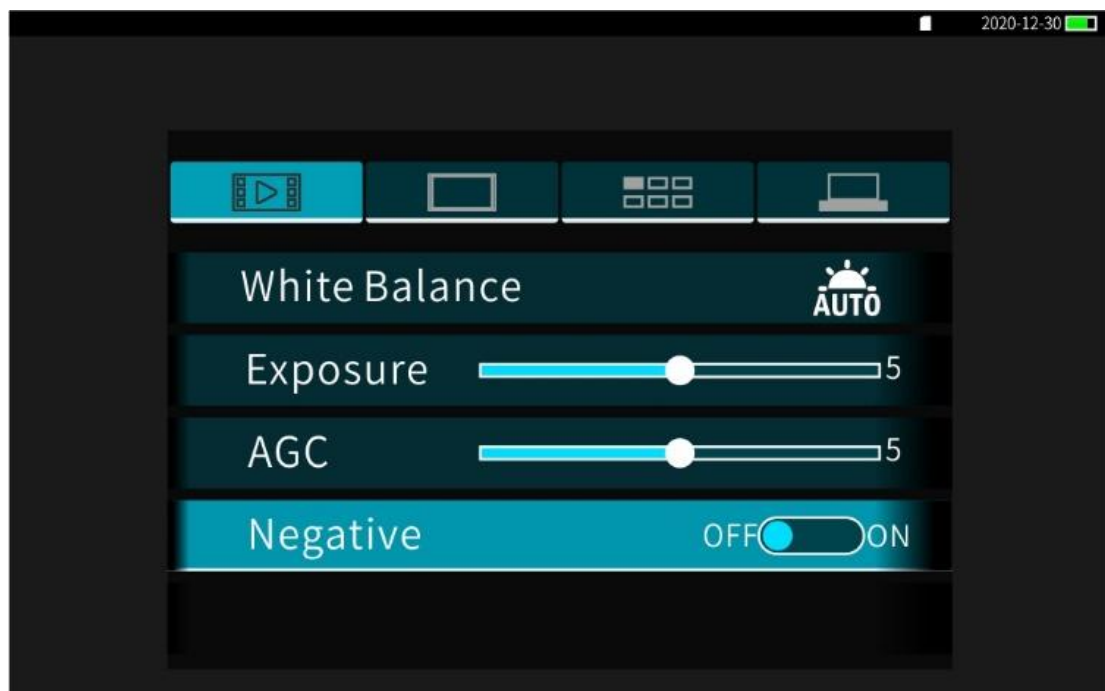 2020-12-30
White Balance AUTO
Exposure 5
AGC 5
Negative OFF ON